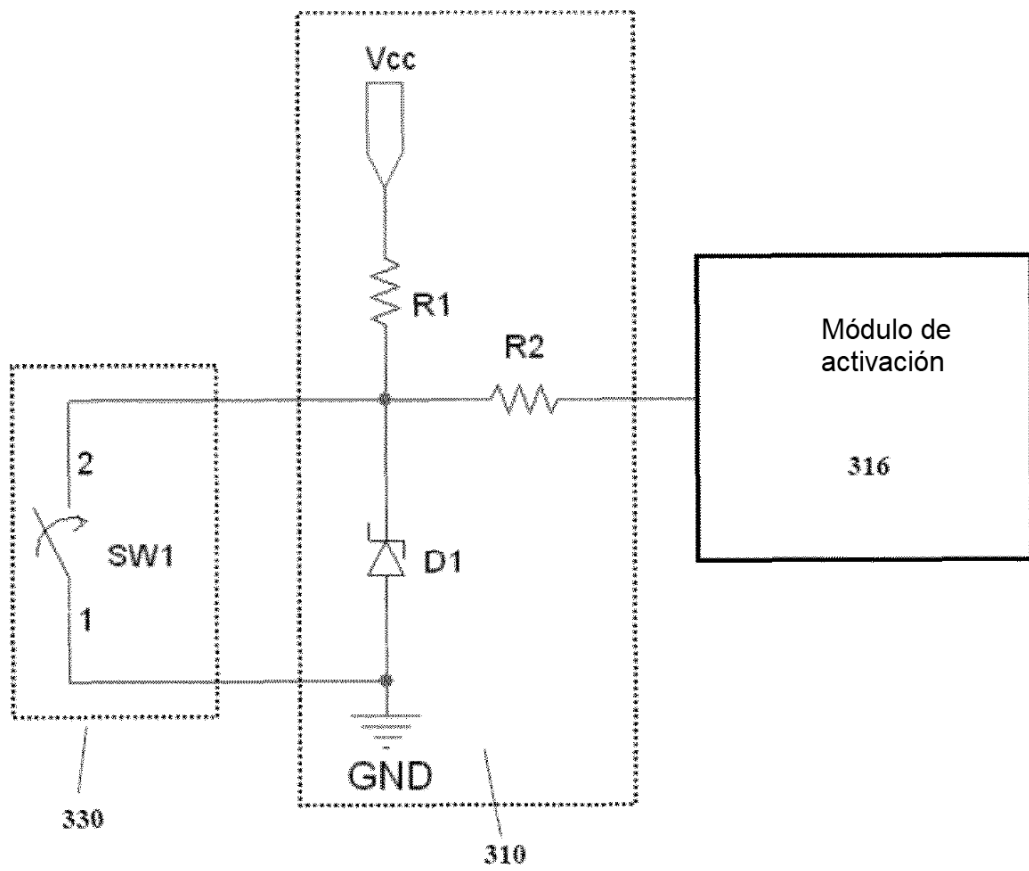 Vcc
R1
R2
Módulo de
activación
316
2
SW1
D1
1
GND
330
310